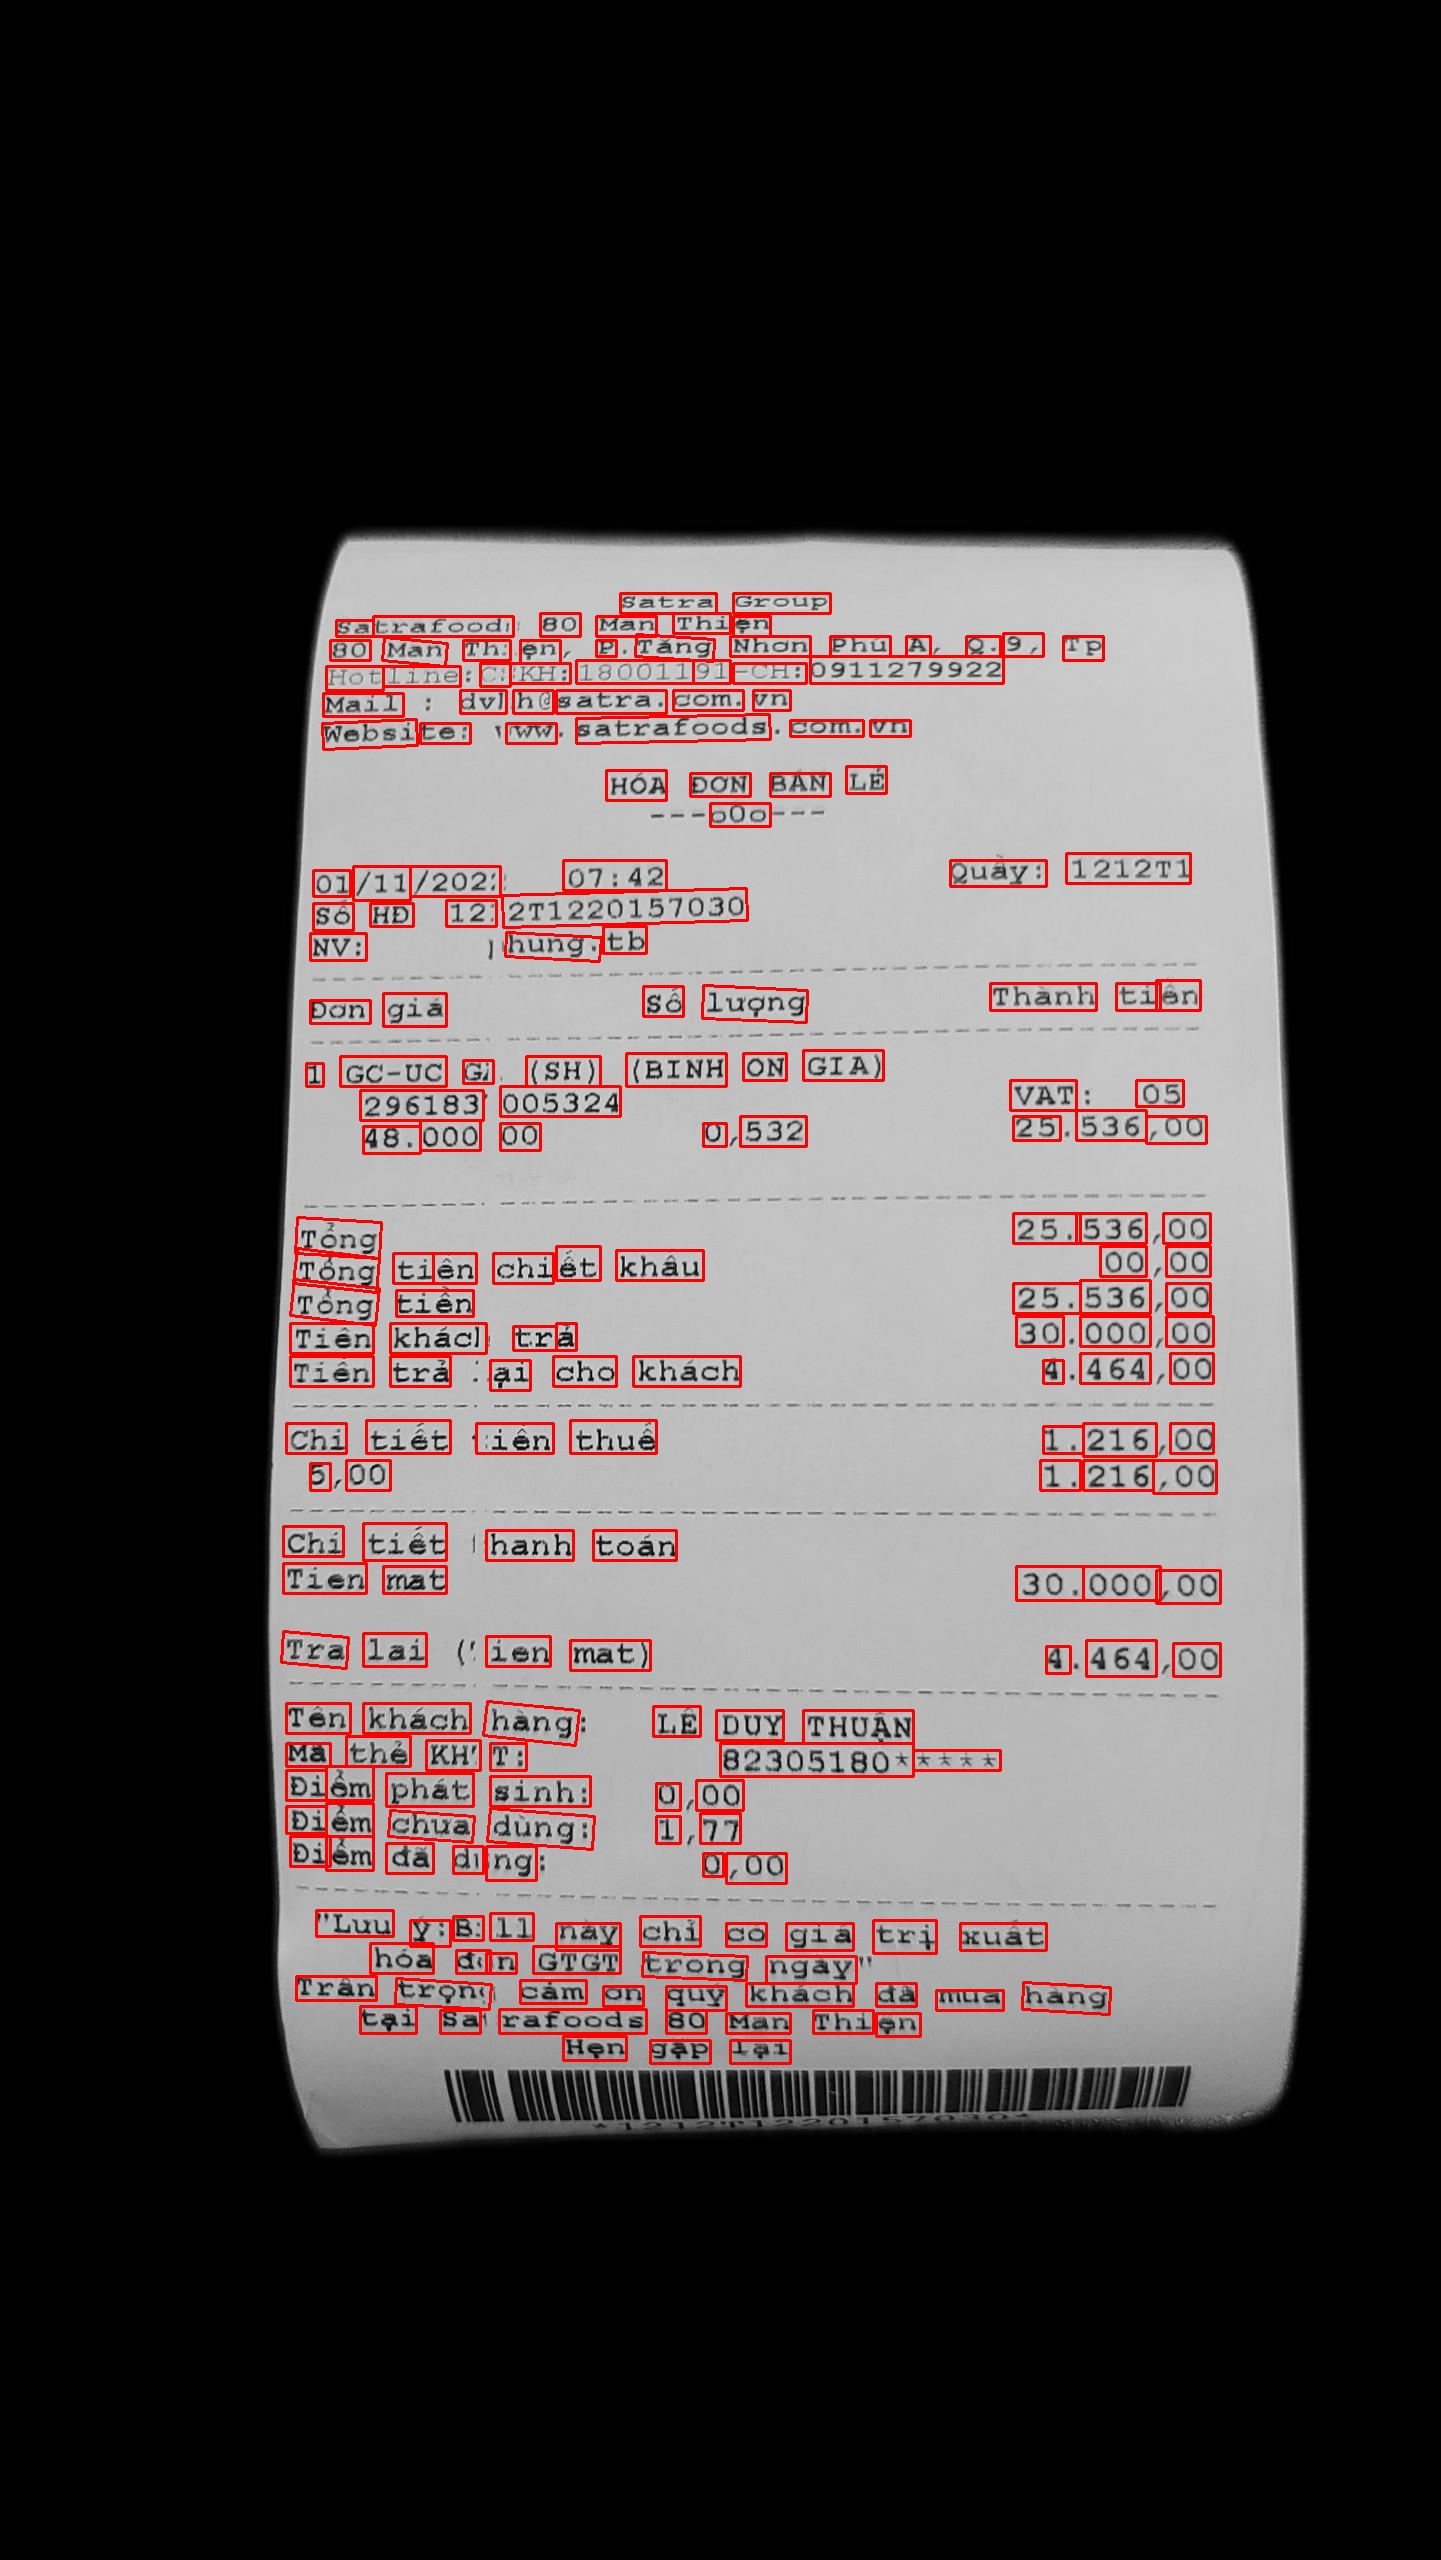 Satra Group
Satrafoods 80 Man Thiện
80 Man Thiện, P.Tăng Nhơn Phú A, Q.9, Tp
Hotline:CSKH:18001191-CH:0911279922
Mail : dvkh@satra.com.vn
Website: www.satrafoods.com.vn
HÓA ĐƠN BÁN LẺ
---oOo---
01/11/2022 07:42 Quầy: 1212T1
Số HĐ 1212T1220157030
NV: phung.tb
Đơn giá Số lượng Thành tiền
1 GC-UC GA (SH) (BINH ON GIA)
296183 005324 VAT: 05
48.000 00 0,532 25.536,00
Tổng 25.536,00
Tổng tiền chiết khấu 00,00
Tổng tiền 25.536,00
Tiền khách trả 30.000,00
Tiền trả lại cho khách 4.464,00
Chi tiết tiền thuế 1.216,00
5,00 1.216,00
Chi tiết thanh toán
Tien mat 30.000,00
Tra lai (Tien mat) 4.464,00
Tên khách hàng: LÊ DUY THUẬN
Mã thẻ KHTT: 82305180*****
Điểm phát sinh: 0,00
Điểm chưa dùng: 1,77
Điểm đã dùng: 0,00
"Lưu ý:Bill này chỉ có giá trị xuất
hóa đơn GTGT trong ngày"
Trân trọng cảm ơn quý khách đã mua hàng
tại Satrafoods 80 Man Thiện
Hẹn gặp lại
*1212T1220157030*